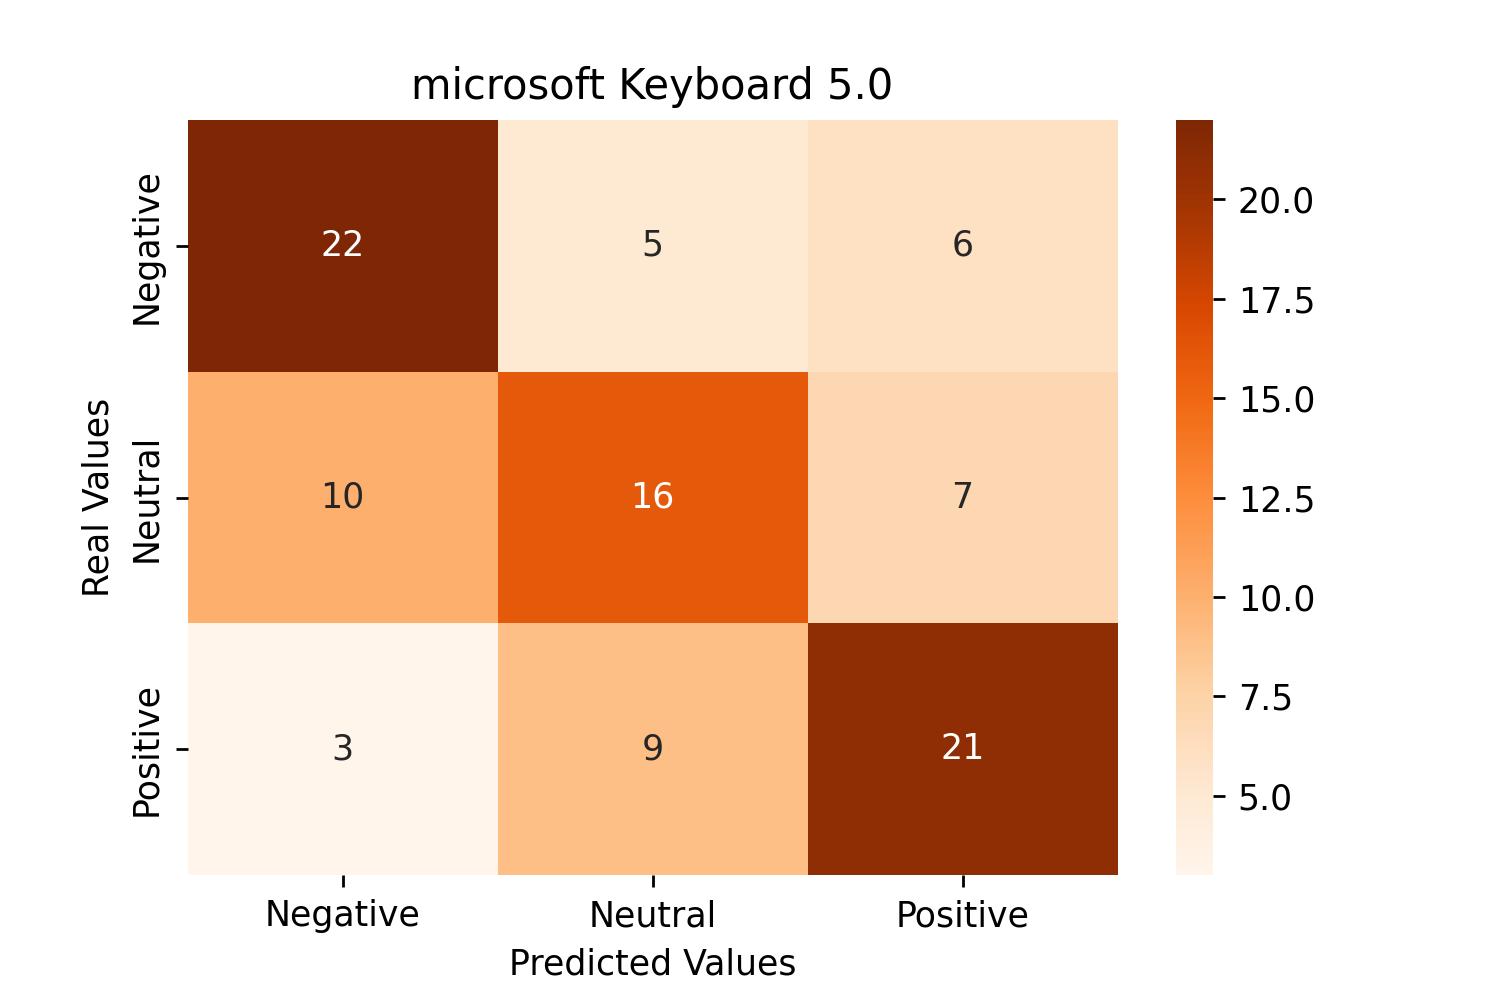 microsoft Keyboard 5.0
Real Values
Negative
22 5 6
Neutral
10 16 7
Positive
3 9 21
Negative Neutral Positive
Predicted Values
20.0
17.5
15.0
12.5
10.0
7.5
5.0